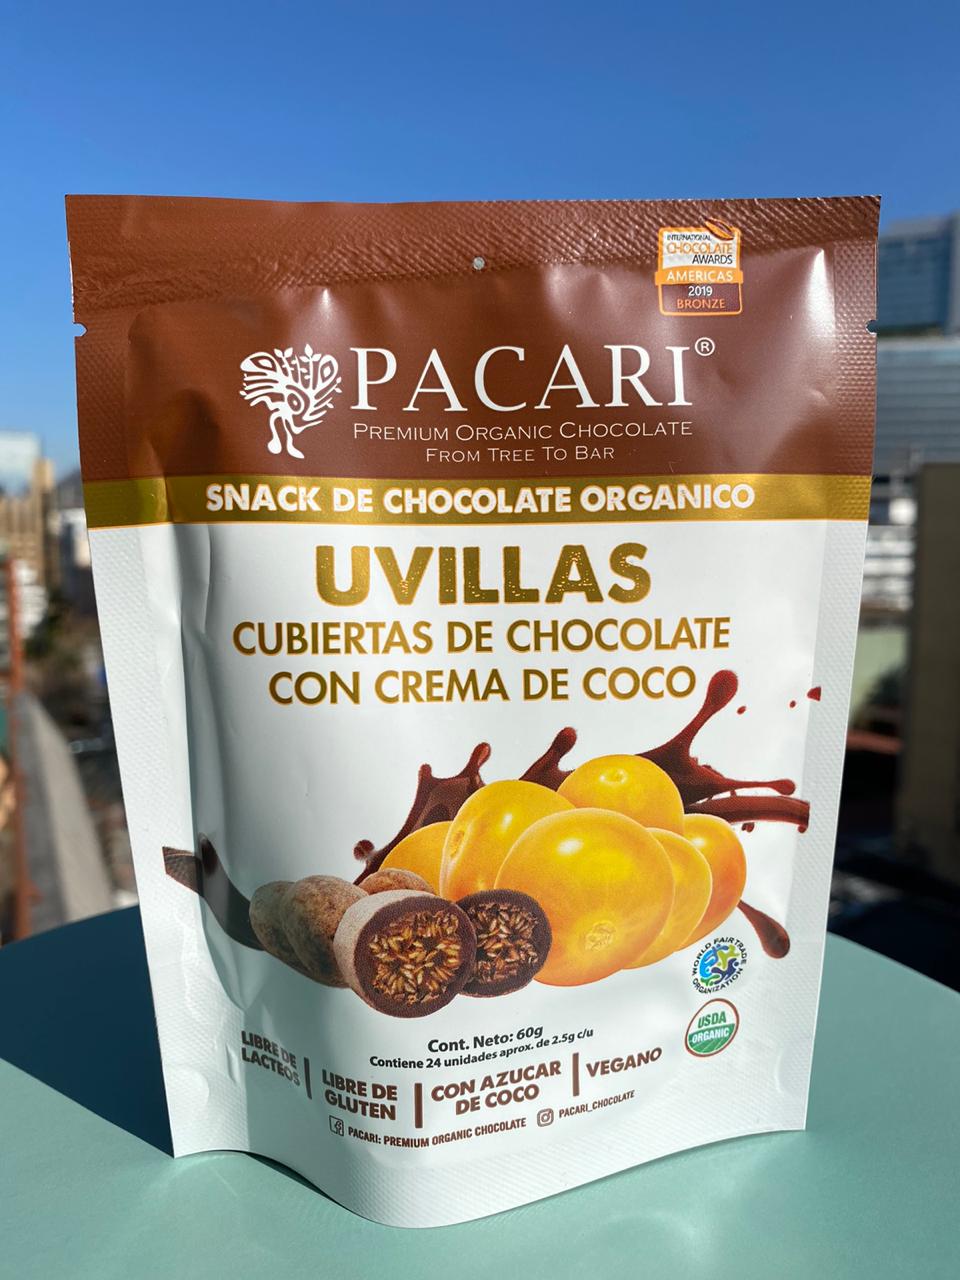 INTERNATIONAL
CHOCOLATE
AWARDS
AMERICAS
2019
BRONZE
PACARI®
PREMIUM ORGANIC CHOCOLATE
FROM TREE TO BAR
SNACK DE CHOCOLATE ORGANICO
UVILLAS
CUBIERTAS DE CHOCOLATE
CON CREMA DE COCO
WORLD FAIR TRADE
ORGANIZATION
USDA
ORGANIC
Cont. Neto: 60g
Contiene 24 unidades aprox. de 2.5g c/u
LIBRE DE
LACTEOS
LIBRE DE
GLUTEN
CON AZUCAR
DE COCO
VEGANO
PACARI: PREMIUM ORGANIC CHOCOLATE
PACARI_CHOCOLATE